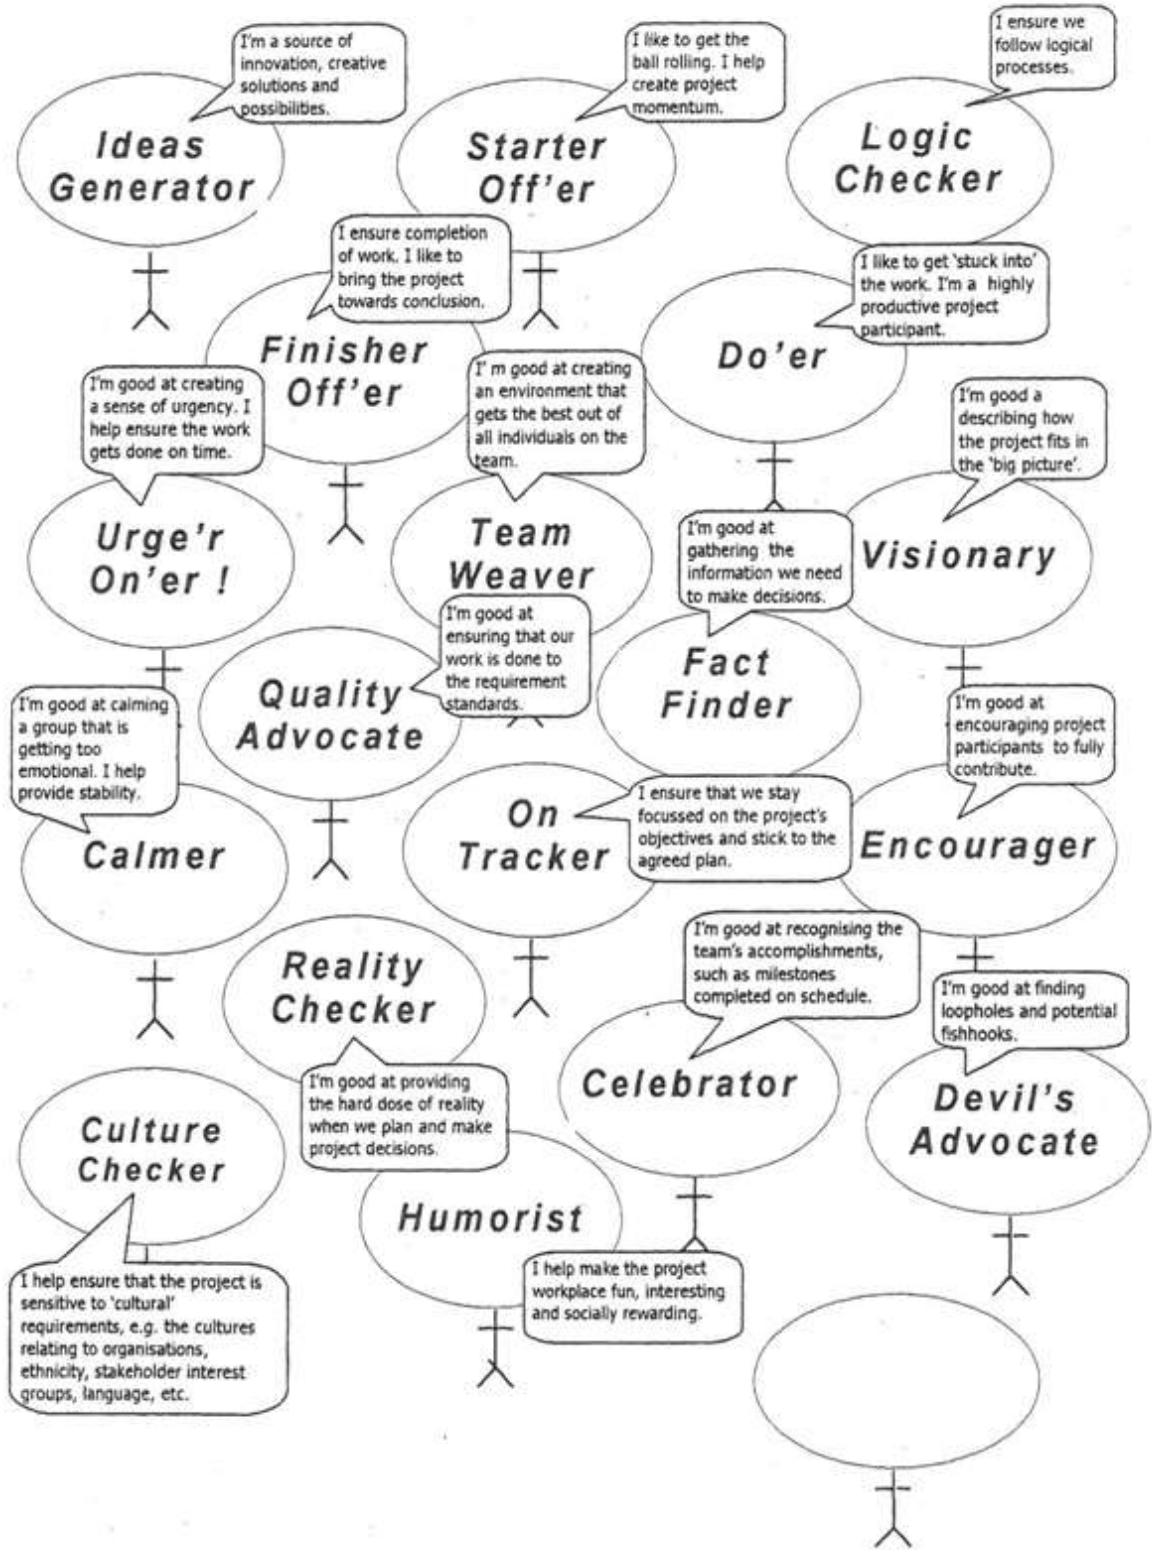 I'm a source of
innovation, creative
solutions and
possibilities.
Ideas
Generator
I like to get the
ball rolling. I help
create project
momentum.
Starter
Off'er
I ensure we
follow logical
processes.
Logic
Checker
I ensure completion
of work. I like to
bring the project
towards conclusion.
Finisher
Off'er
I like to get 'stuck into'
the work. I'm a highly
productive project
participant.
Do'er
I'm good at creating
a sense of urgency. I
help ensure the work
gets done on time.
Urge'r
On'er !
I' m good at creating
an environment that
gets the best out of
all individuals on the
team.
Team
Weaver
I'm good a
describing how
the project fits in
the 'big picture'.
Visionary
I'm good at
gathering the
information we need
to make decisions.
Fact
Finder
I'm good at
ensuring that our
work is done to
the requirement
standards.
Quality
Advocate
I'm good at calming
a group that is
getting too
emotional. I help
provide stability.
Calmer
I ensure that we stay
focussed on the project's
objectives and stick to the
agreed plan.
On
Tracker
I'm good at
encouraging project
participants to fully
contribute.
Encourager
Reality
Checker
I'm good at providing
the hard dose of reality
when we plan and make
project decisions.
I'm good at recognising the
team's accomplishments,
such as milestones
completed on schedule.
Celebrator
I'm good at finding
loopholes and potential
fishhooks.
Devil's
Advocate
Culture
Checker
I help ensure that the project is
sensitive to 'cultural'
requirements, e.g. the cultures
relating to organisations,
ethnicity, stakeholder interest
groups, language, etc.
Humorist
I help make the project
workplace fun, interesting
and socially rewarding.